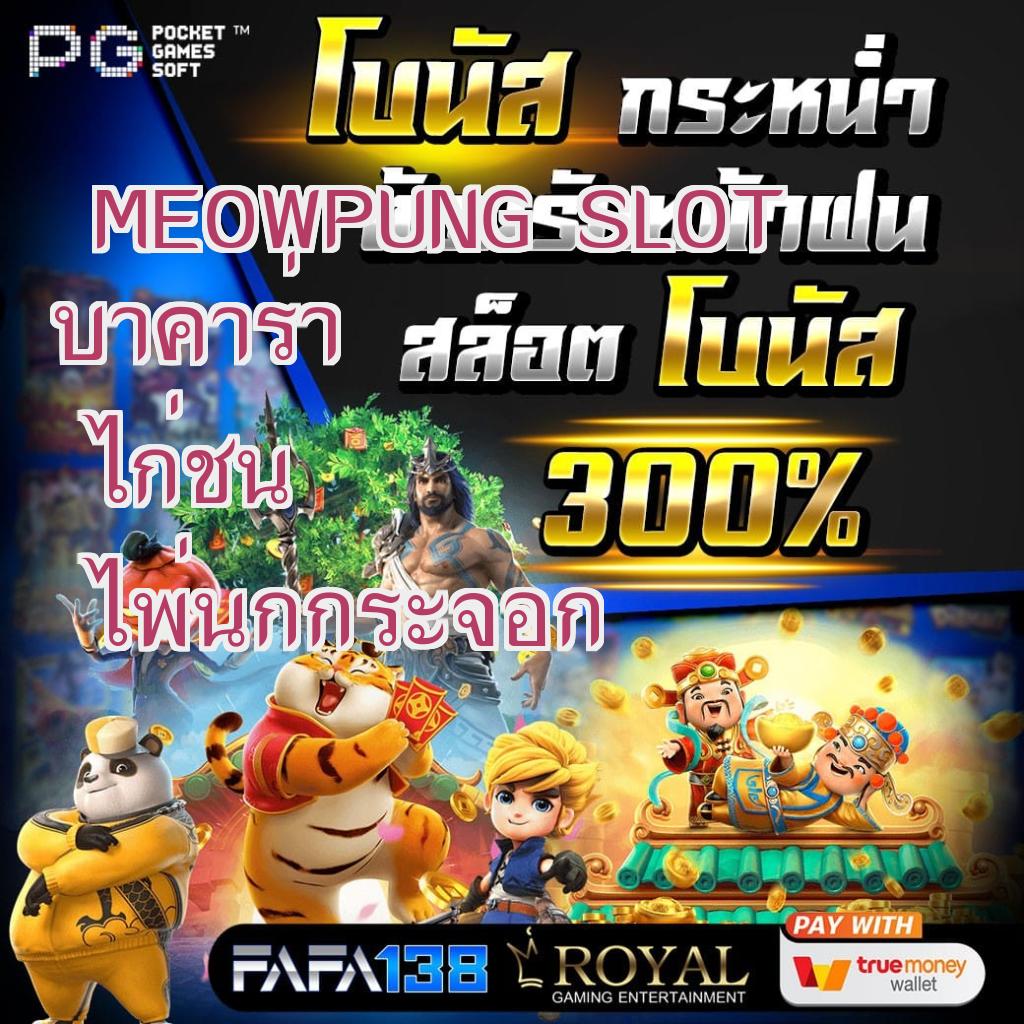 PG POCKET GAMES SOFT ™
โบนัส กระหน่ำ
MEOWPUNG SLOT
สล็อต โบนัส
บาคาร่า
300%
ไก่ชน
ไพ่นกกระจอก
FAFA138
ROYAL
GAMING ENTERTAINMENT
PAY WITH
truemoney
wallet